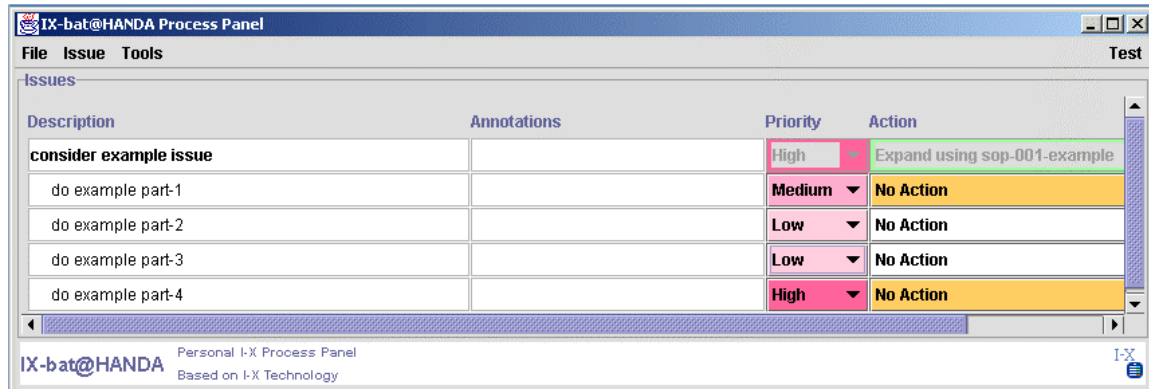 IX-bat@HANDA Process Panel
File Issue Tools Test
Issues
Description Annotations Priority Action
consider example issue High Expand using sop-001-example
do example part-1 Medium No Action
do example part-2 Low No Action
do example part-3 Low No Action
do example part-4 High No Action
IX-bat@HANDA
Personal I-X Process Panel
Based on I-X Technology
I-X